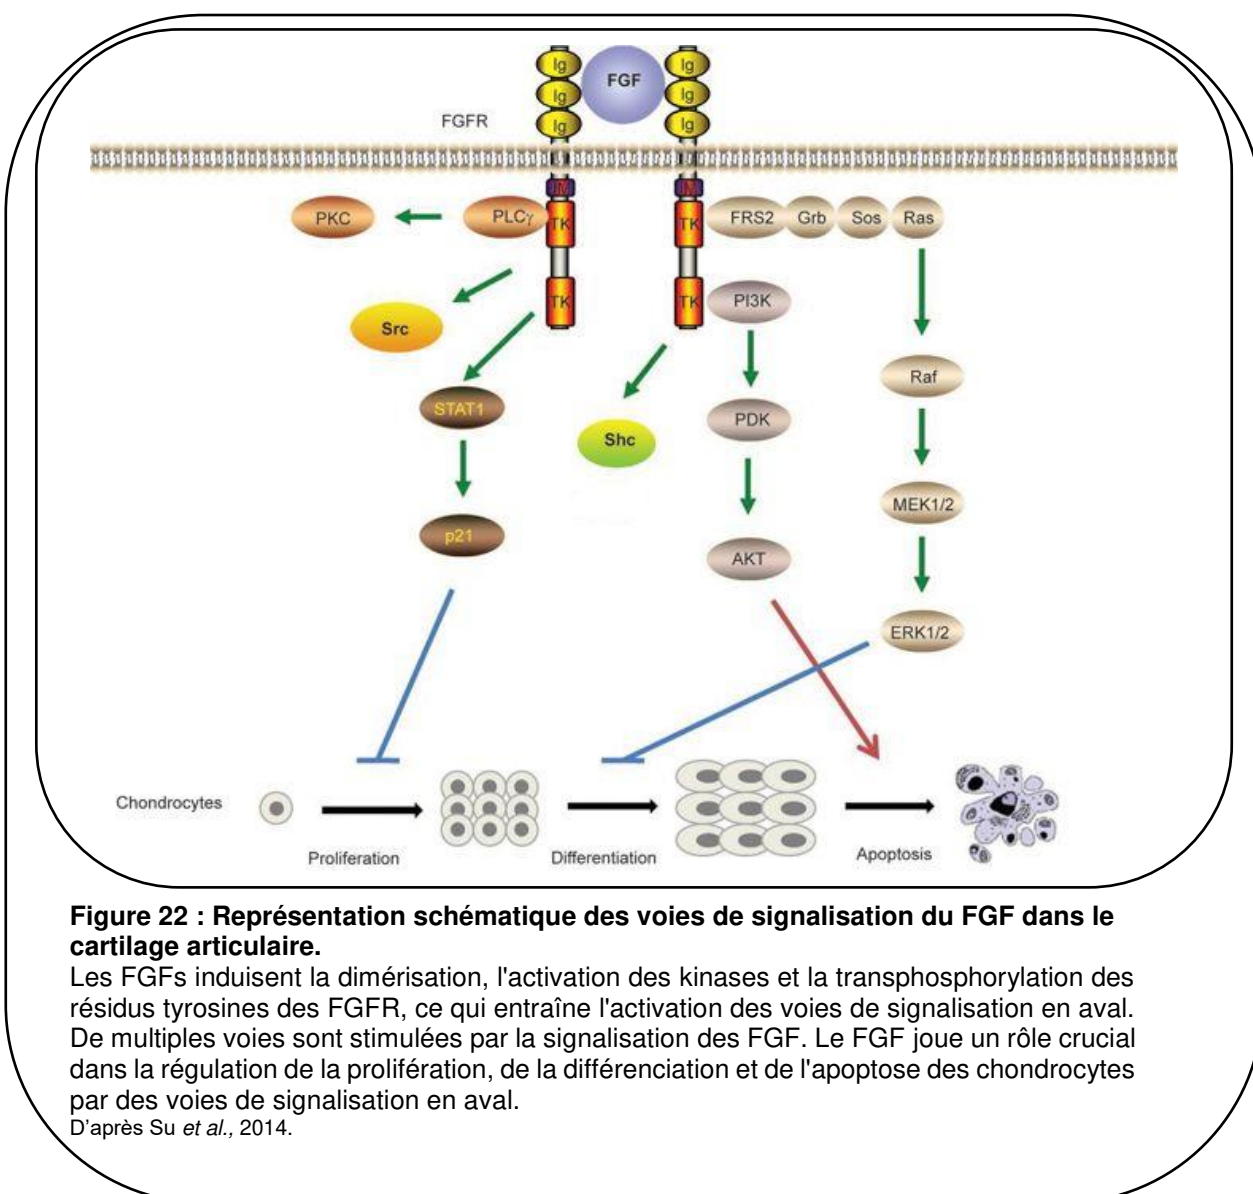 Ig
Ig
Ig
FGF
Ig
Ig
Ig
FGFR
PKC
PLCγ
TK
TK
FRS2
Grb
Sos
Ras
TK
TK
PI3K
Src
STAT1
Shc
PDK
Raf
p21
AKT
MEK1/2
ERK1/2
Chondrocytes
Proliferation
Differentiation
Apoptosis
Figure 22 : Représentation schématique des voies de signalisation du FGF dans le
cartilage articulaire.
Les FGFs induisent la dimérisation, l'activation des kinases et la transphosphorylation des
résidus tyrosines des FGFR, ce qui entraîne l'activation des voies de signalisation en aval.
De multiples voies sont stimulées par la signalisation des FGF. Le FGF joue un rôle crucial
dans la régulation de la prolifération, de la différenciation et de l'apoptose des chondrocytes
par des voies de signalisation en aval.
D'après Su et al., 2014.